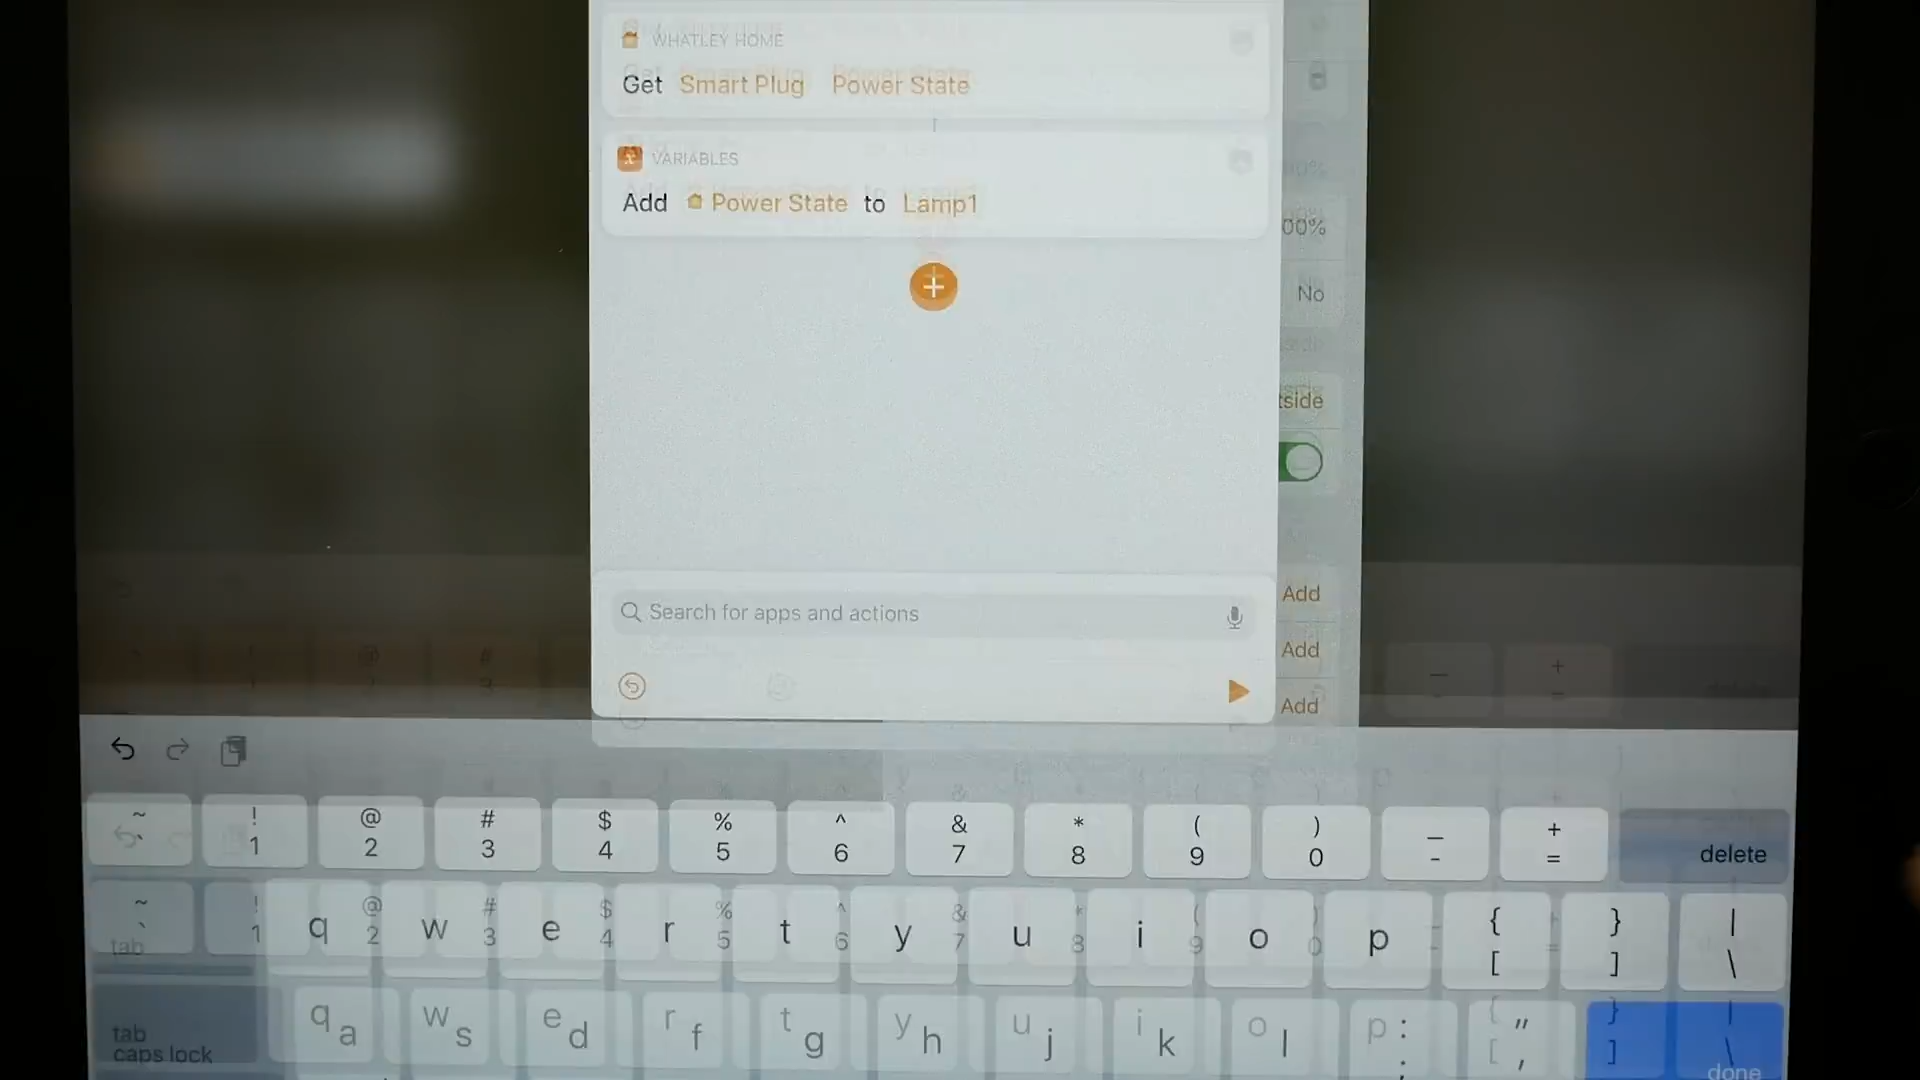 WHATLEY HOME
Get Smart Plug Power State
VARIABLES
Add Power State to Lamp1
00%
No
tside
Add
Search for apps and actions
Add
Add
~ ! @ # $ % ^ & * ( ) _ +
` 1 2 3 4 5 6 7 8 9 0 - = delete
tab q w e r t y u i o p { } |
[ ] \
caps lock a s d f g h j k l : "
; , done